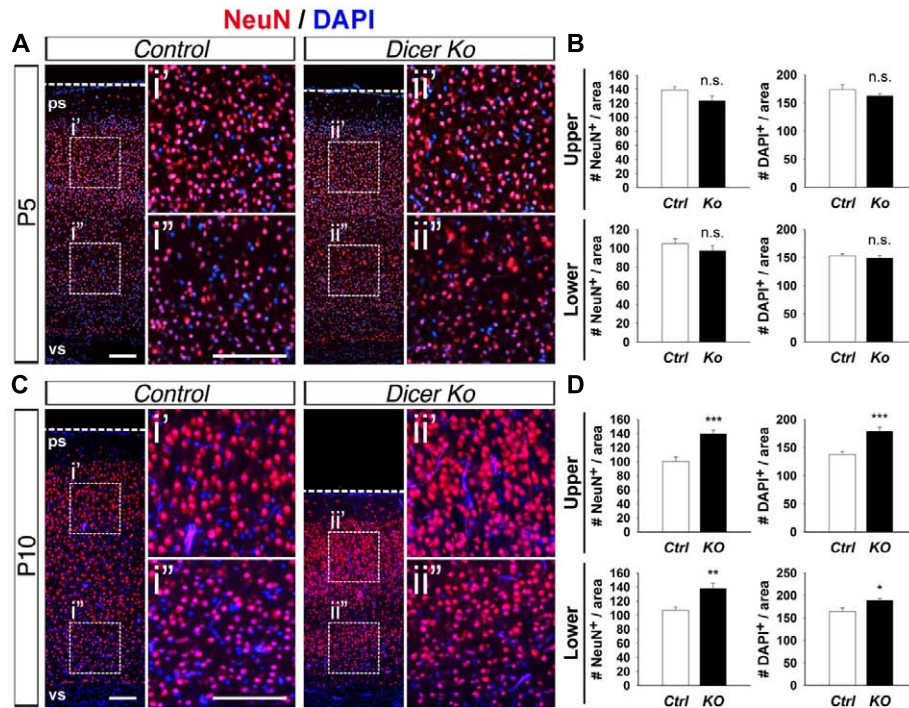 NeuN / DAPI
A
Control
Dicer Ko
P5
ps
i’
i”
vs
i’
i”
ii’
ii”
ii’
ii”
B
Upper
# NeuN⁺ / area
160
140
120
100
80
60
40
20
0
n.s.
Ctrl Ko
# DAPI⁺ / area
200
150
100
50
0
n.s.
Ctrl Ko
Lower
# NeuN⁺ / area
120
100
80
60
40
20
0
n.s.
Ctrl Ko
# DAPI⁺ / area
200
150
100
50
0
n.s.
Ctrl Ko
C
Control
Dicer Ko
P10
ps
i’
i”
vs
i’
i”
ii’
ii”
ii’
ii”
D
Upper
# NeuN⁺ / area
160
140
120
100
80
60
40
20
0
***
Ctrl KO
# DAPI⁺ / area
200
150
100
50
0
***
Ctrl KO
Lower
# NeuN⁺ / area
160
140
120
100
80
60
40
20
0
**
Ctrl KO
# DAPI⁺ / area
250
200
150
100
50
0
*
Ctrl KO